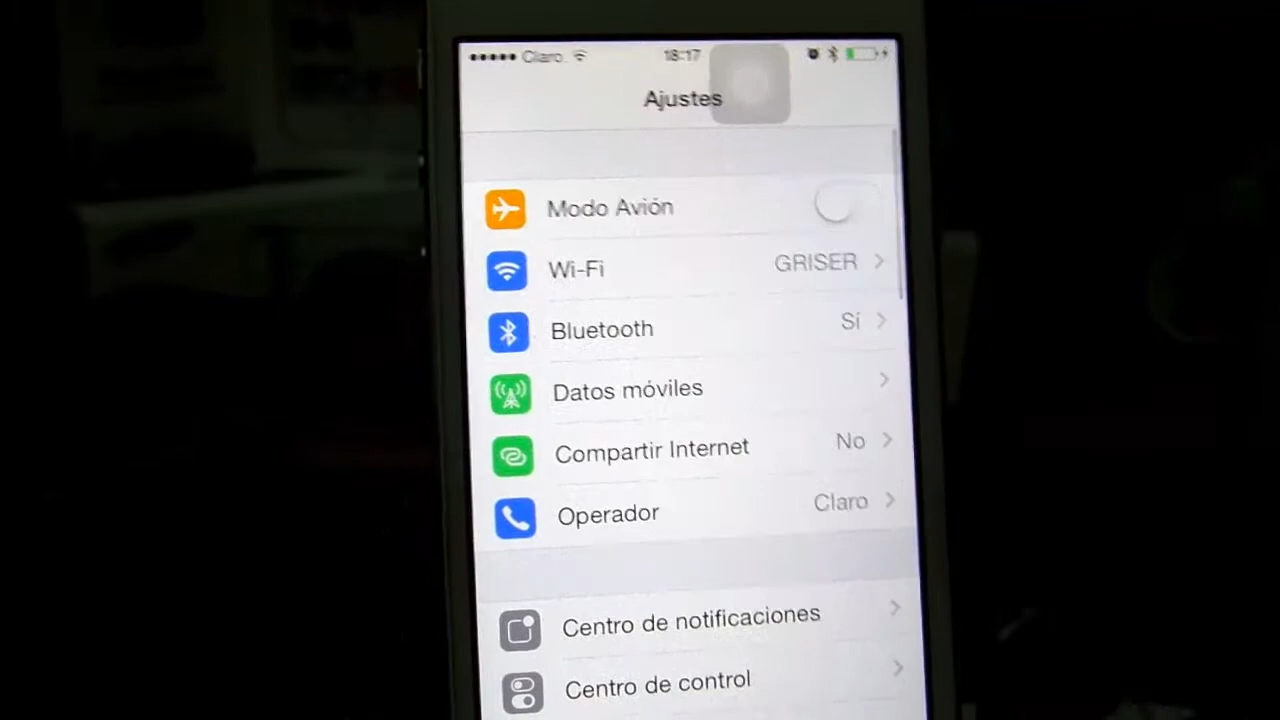 Claro 18:17
Ajustes
Modo Avión
Wi-Fi GRISER
Bluetooth Sí
Datos móviles
Compartir Internet No
Operador Claro
Centro de notificaciones
Centro de control